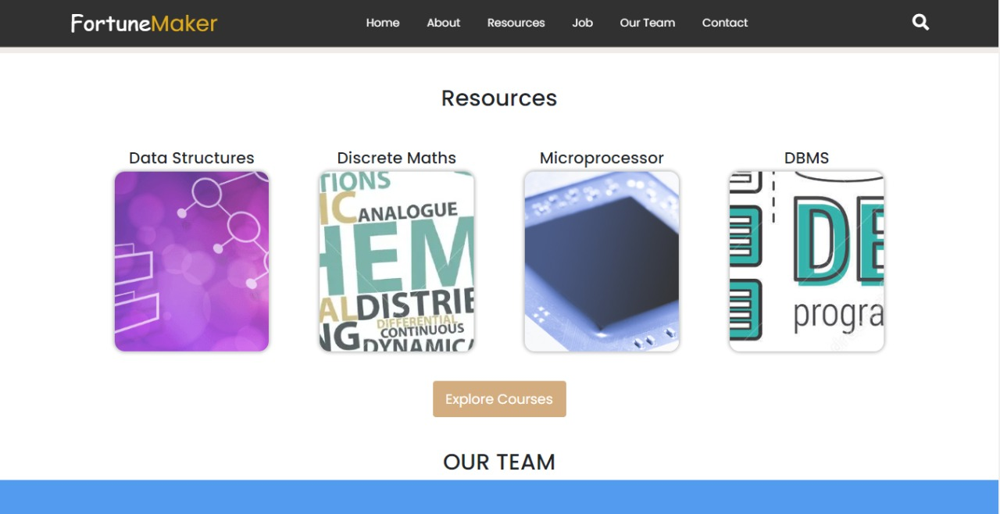 FortuneMaker Home About Resources Job Our Team Contact
Resources
Data Structures Discrete Maths Microprocessor DBMS
TIONS
IC ANALOGUE
HEM
AL DISTRIB
DIFFERENTIAL
NG CONTINUOUS
DYNAMICA
DB
progra
Explore Courses
OUR TEAM